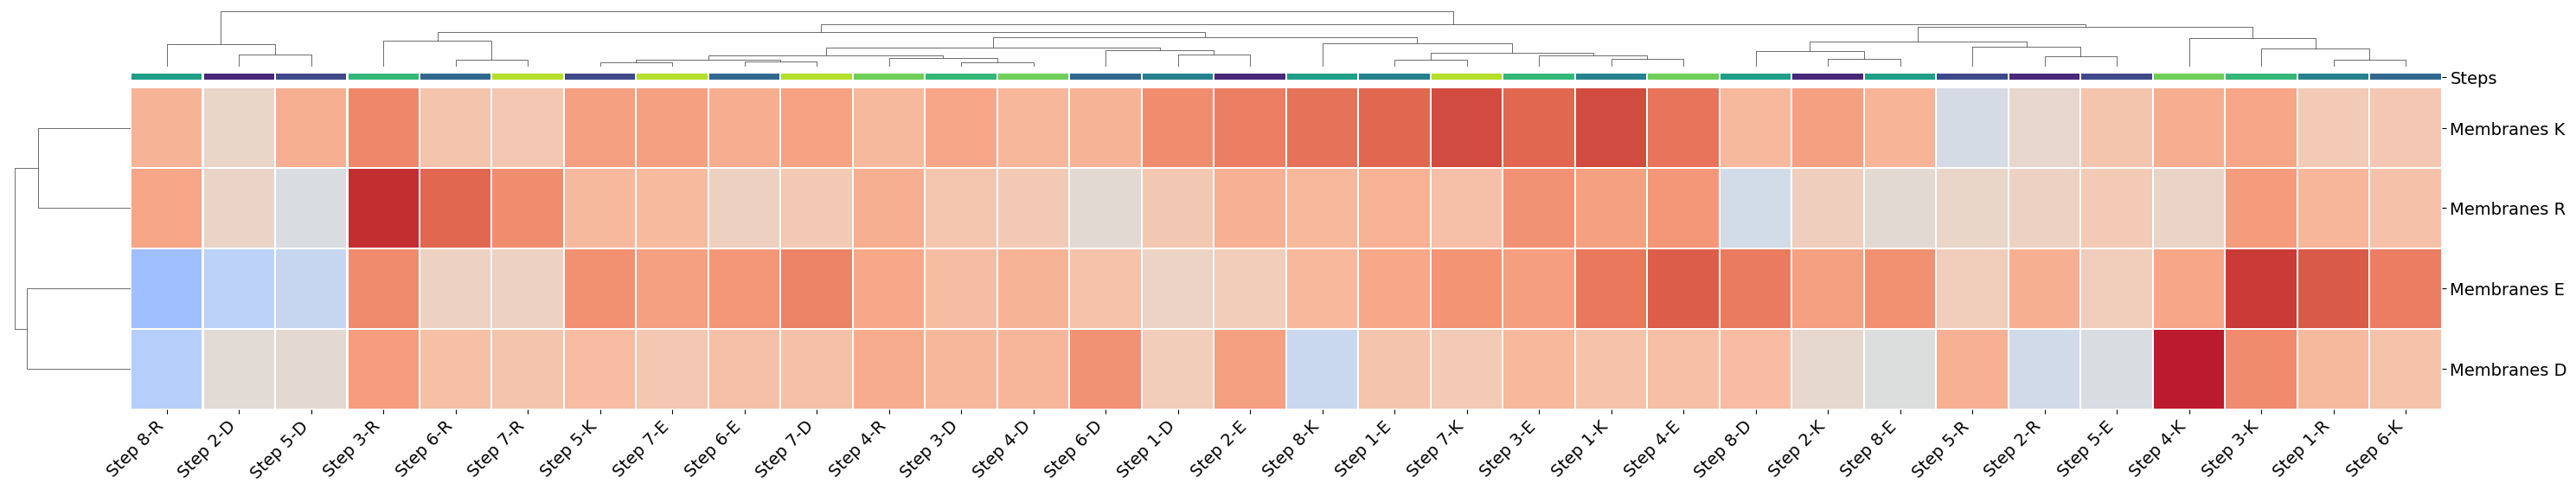 Steps
Membranes K
Membranes R
Membranes E
Membranes D
Step 8-R
Step 2-D
Step 5-D
Step 3-R
Step 6-R
Step 7-R
Step 5-K
Step 7-E
Step 6-E
Step 7-D
Step 4-R
Step 3-D
Step 4-D
Step 6-D
Step 1-D
Step 2-E
Step 8-K
Step 1-E
Step 7-K
Step 3-E
Step 1-K
Step 4-E
Step 8-D
Step 2-K
Step 8-E
Step 5-R
Step 2-R
Step 5-E
Step 4-K
Step 3-K
Step 1-R
Step 6-K